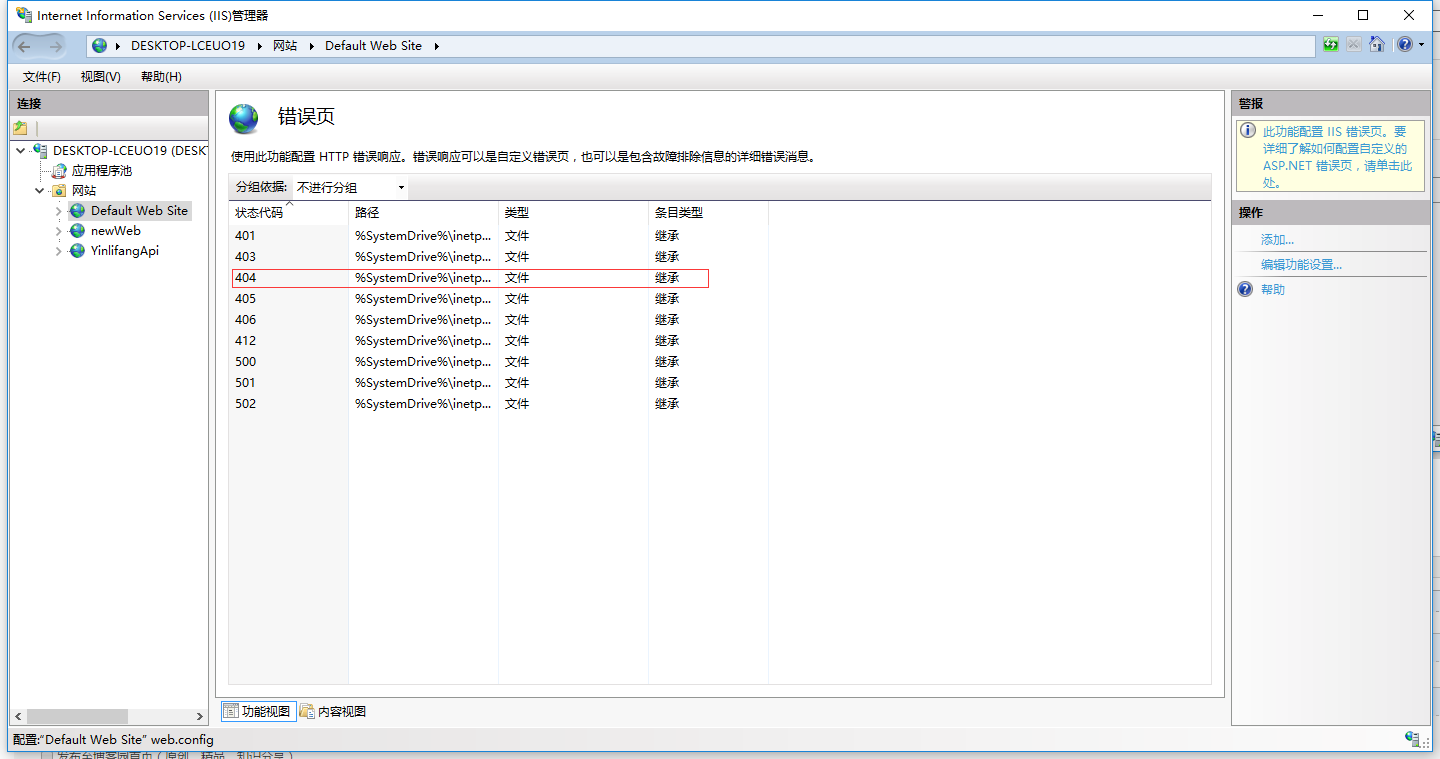 Internet Information Services (IIS)管理器
DESKTOP-LCEUO19 网站 Default Web Site
文件(F) 视图(V) 帮助(H)
连接
DESKTOP-LCEUO19 (DESKT
应用程序池
网站
Default Web Site
newWeb
YinlifangApi
错误页
使用此功能配置 HTTP 错误响应。错误响应可以是自定义错误页，也可以是包含故障排除信息的详细错误消息。
分组依据: 不进行分组
状态代码 路径 类型 条目类型
401 %SystemDrive%\inetp... 文件 继承
403 %SystemDrive%\inetp... 文件 继承
404 %SystemDrive%\inetp... 文件 继承
405 %SystemDrive%\inetp... 文件 继承
406 %SystemDrive%\inetp... 文件 继承
412 %SystemDrive%\inetp... 文件 继承
500 %SystemDrive%\inetp... 文件 继承
501 %SystemDrive%\inetp... 文件 继承
502 %SystemDrive%\inetp... 文件 继承
功能视图 内容视图
警报
此功能配置 IIS 错误页。要
详细了解如何配置自定义的
ASP.NET 错误页，请单击此
处。
操作
添加...
编辑功能设置...
帮助
配置:"Default Web Site" web.config